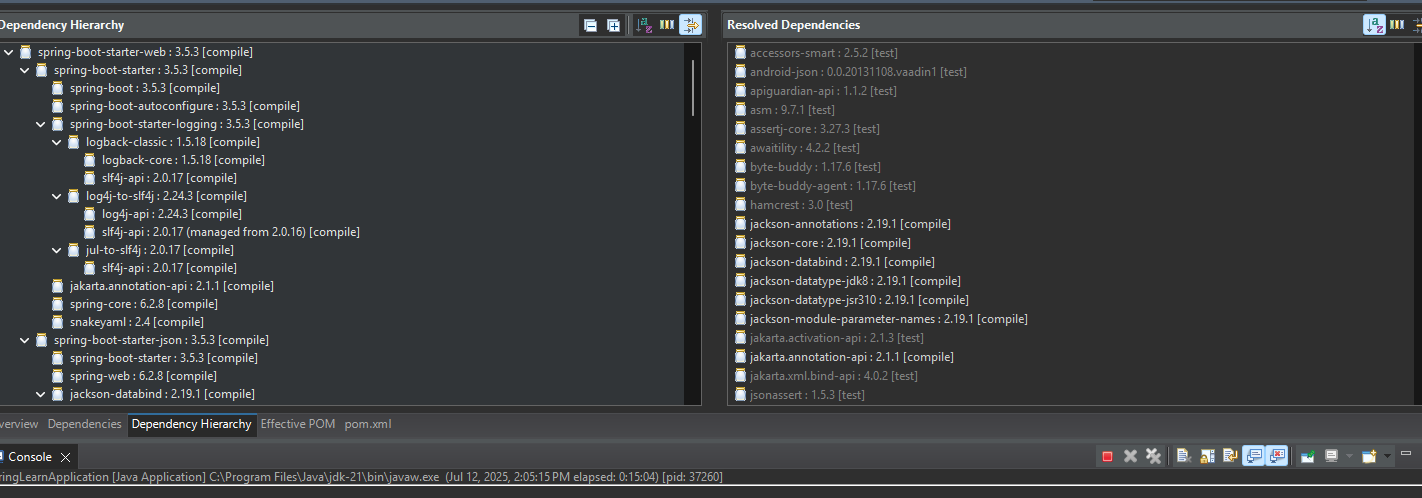 Dependency Hierarchy
spring-boot-starter-web : 3.5.3 [compile]
spring-boot-starter : 3.5.3 [compile]
spring-boot : 3.5.3 [compile]
spring-boot-autoconfigure : 3.5.3 [compile]
spring-boot-starter-logging : 3.5.3 [compile]
logback-classic : 1.5.18 [compile]
logback-core : 1.5.18 [compile]
slf4j-api : 2.0.17 [compile]
log4j-to-slf4j : 2.24.3 [compile]
log4j-api : 2.24.3 [compile]
slf4j-api : 2.0.17 (managed from 2.0.16) [compile]
jul-to-slf4j : 2.0.17 [compile]
slf4j-api : 2.0.17 [compile]
jakarta.annotation-api : 2.1.1 [compile]
spring-core : 6.2.8 [compile]
snakeyaml : 2.4 [compile]
spring-boot-starter-json : 3.5.3 [compile]
spring-boot-starter : 3.5.3 [compile]
spring-web : 6.2.8 [compile]
jackson-databind : 2.19.1 [compile]
Resolved Dependencies
accessors-smart : 2.5.2 [test]
android-json : 0.0.20131108.vaadin1 [test]
apiguardian-api : 1.1.2 [test]
asm : 9.7.1 [test]
assertj-core : 3.27.3 [test]
awaitility : 4.2.2 [test]
byte-buddy : 1.17.6 [test]
byte-buddy-agent : 1.17.6 [test]
hamcrest : 3.0 [test]
jackson-annotations : 2.19.1 [compile]
jackson-core : 2.19.1 [compile]
jackson-databind : 2.19.1 [compile]
jackson-datatype-jdk8 : 2.19.1 [compile]
jackson-datatype-jsr310 : 2.19.1 [compile]
jackson-module-parameter-names : 2.19.1 [compile]
jakarta.activation-api : 2.1.3 [test]
jakarta.annotation-api : 2.1.1 [compile]
jakarta.xml.bind-api : 4.0.2 [test]
jsonassert : 1.5.3 [test]
verview Dependencies Dependency Hierarchy Effective POM pom.xml
Console
ringLearnApplication [Java Application] C:\Program Files\Java\jdk-21\bin\javaw.exe (Jul 12, 2025, 2:05:15 PM elapsed: 0:15:04) [pid: 37260]